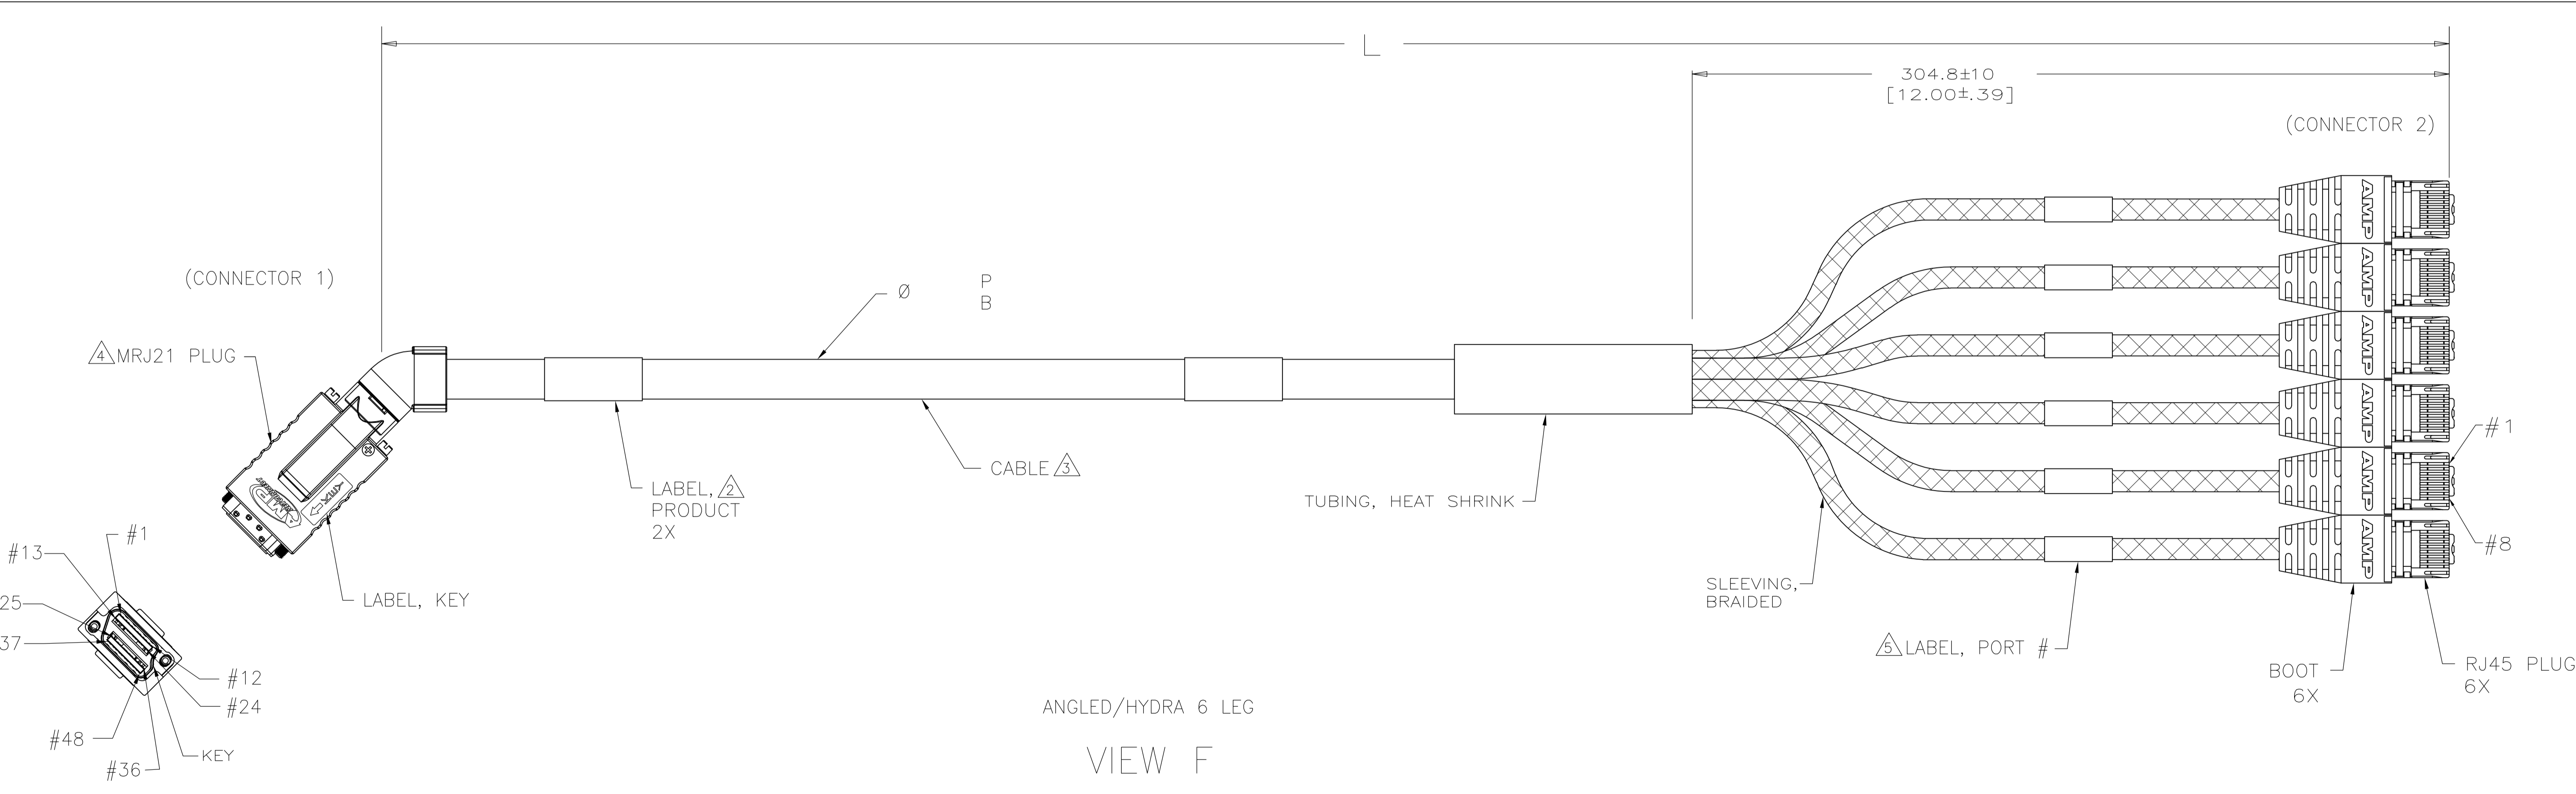 L
304.8±10
[12.00±.39]
(CONNECTOR 2)
(CONNECTOR 1)
Ø
P
B
4 MRJ21 PLUG
CABLE 3
LABEL, 2
PRODUCT
2X
TUBING, HEAT SHRINK
AMP
AMP
AMP
AMP
AMP
AMP
#1
#8
KEY
LABEL, KEY
#1
#13
25
37
#12
#24
#48
KEY
#36
SLEEVING,
BRAIDED
5 LABEL, PORT #
BOOT
6X
RJ45 PLUG
6X
ANGLED/HYDRA 6 LEG
VIEW F